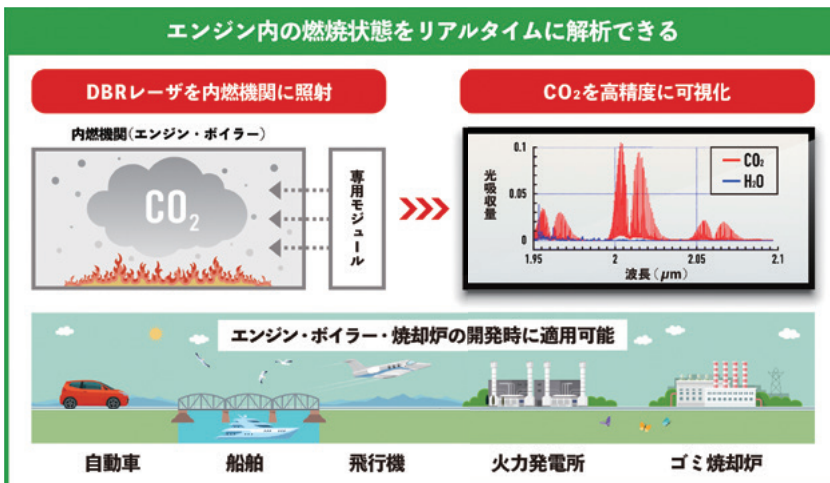 エンジン内の燃焼状態をリアルタイムに解析できる
DBRレーザを内燃機関に照射
CO₂を高精度に可視化
内燃機関(エンジン・ボイラー)
CO₂
専用モジュール
光吸収量
0.1
0.05
0
1.95
2
2.05
2.1
波長(μm)
CO₂
H₂O
エンジン・ボイラー・焼却炉の開発時に適用可能
自動車
船舶
飛行機
火力発電所
ゴミ焼却炉